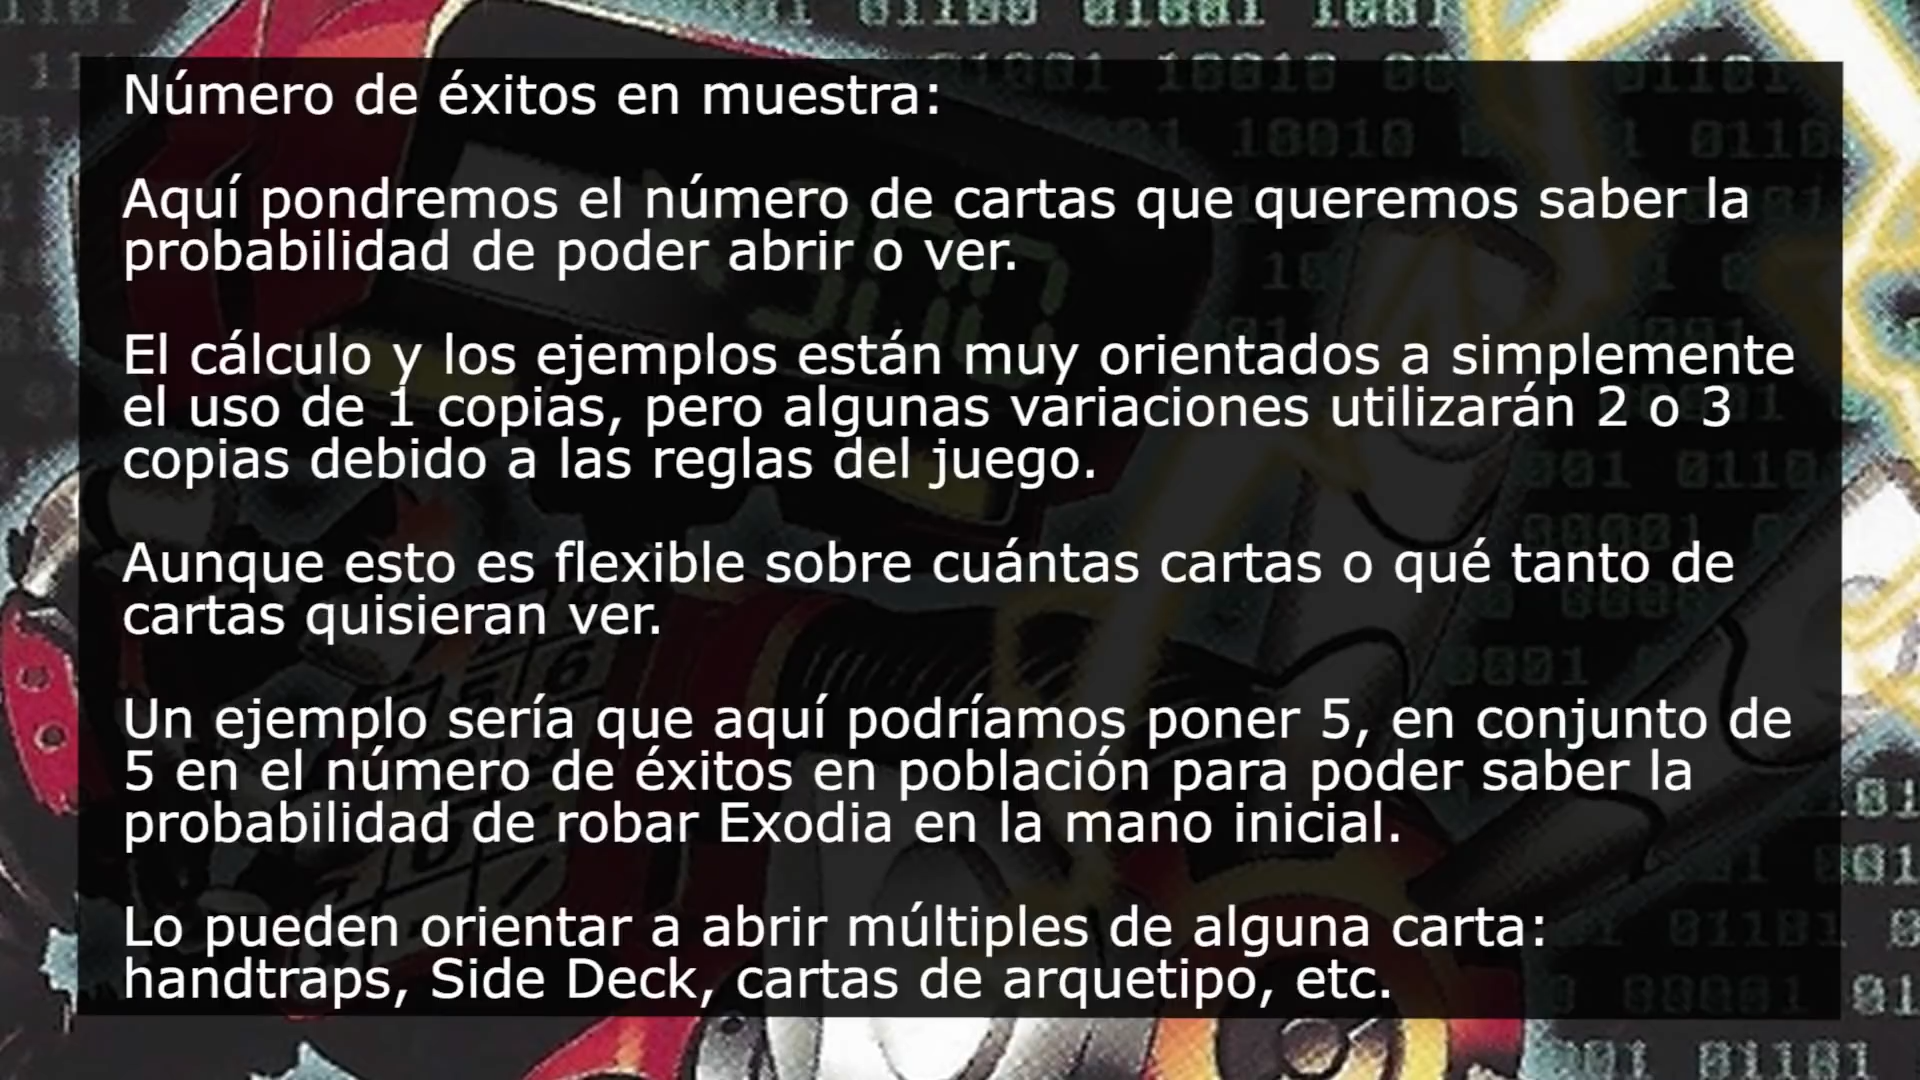 Número de éxitos en muestra:
Aquí pondremos el número de cartas que queremos saber la
probabilidad de poder abrir o ver.
El cálculo y los ejemplos están muy orientados a simplemente
el uso de 1 copias, pero algunas variaciones utilizarán 2 o 3
copias debido a las reglas del juego.
Aunque esto es flexible sobre cuántas cartas o qué tanto de
cartas quisieran ver.
Un ejemplo sería que aquí podríamos poner 5, en conjunto de
5 en el número de éxitos en población para poder saber la
probabilidad de robar Exodia en la mano inicial.
Lo pueden orientar a abrir múltiples de alguna carta:
handtraps, Side Deck, cartas de arquetipo, etc.